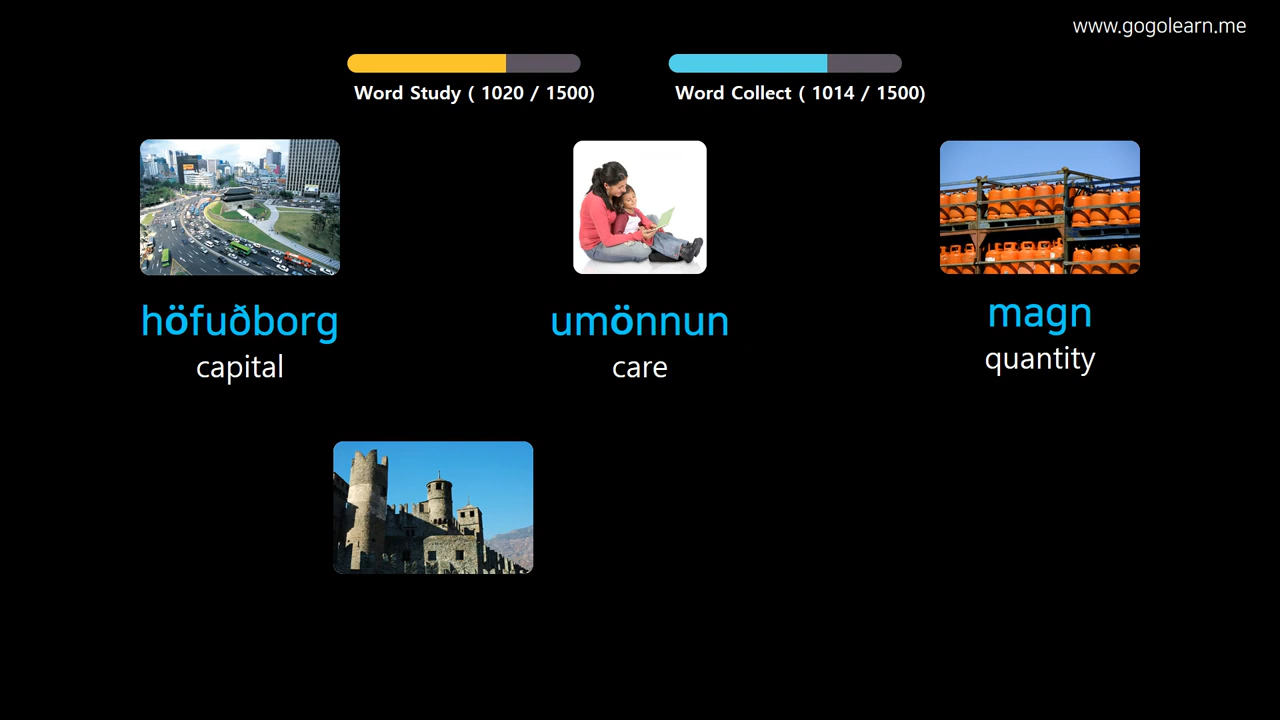 www.gogolearn.me
Word Study ( 1020 / 1500)
Word Collect ( 1014 / 1500)
höfuðborg
capital
umönnun
care
magn
quantity